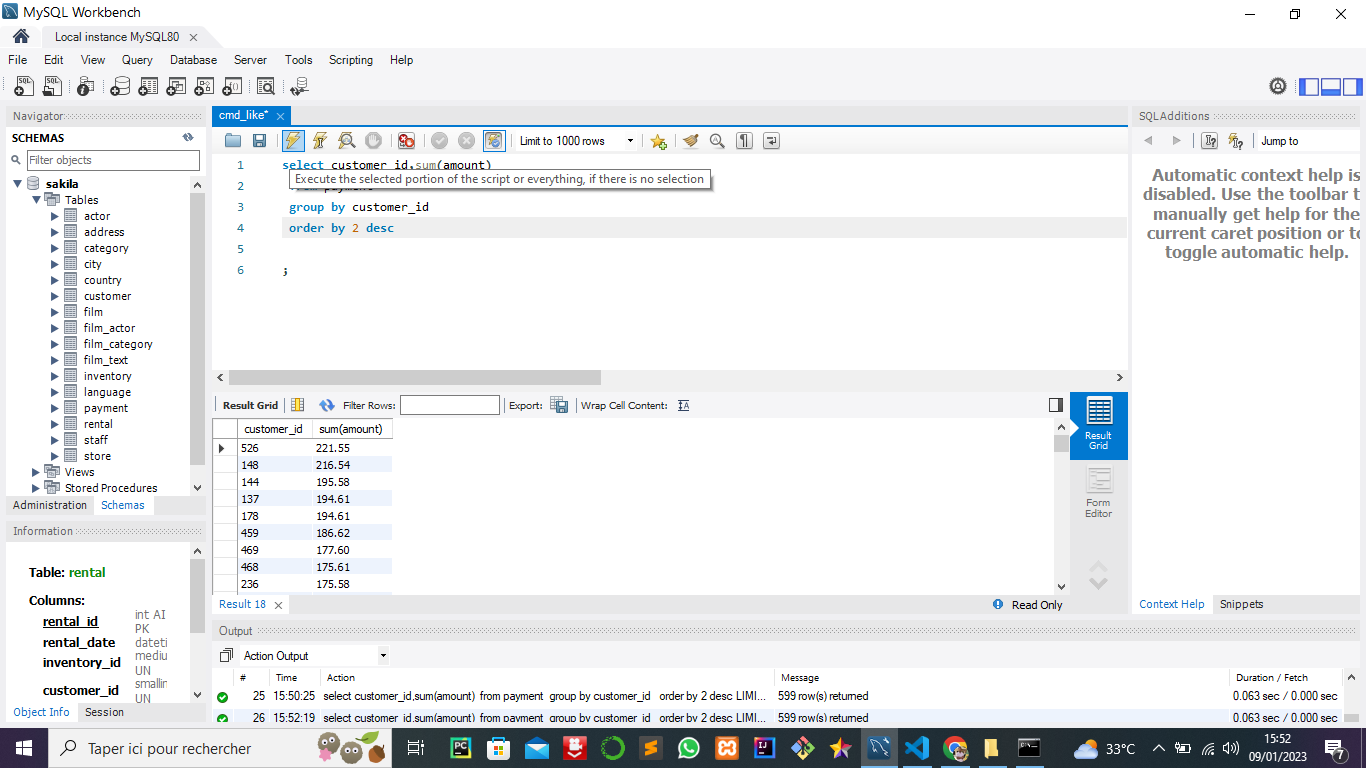 MySQL Workbench
Local instance MySQL80
File Edit View Query Database Server Tools Scripting Help
Navigator
SCHEMAS
Filter objects
sakila
Tables
actor
address
category
city
country
customer
film
film_actor
film_category
film_text
inventory
language
payment
rental
staff
store
Views
Stored Procedures
Administration Schemas
Information
Table: rental
Columns:
rental_id int AI PK
rental_date dateti
inventory_id mediu UN
customer_id smallin UN
Object Info Session
cmd_like*
Limit to 1000 rows
1 select customer_id,sum(amount)
Execute the selected portion of the script or everything, if there is no selection
2 payment
3 group by customer_id
4 order by 2 desc
5
6 ;
Result Grid Filter Rows: Export: Wrap Cell Content:
customer_id sum(amount)
526 221.55
148 216.54
144 195.58
137 194.61
178 194.61
459 186.62
469 177.60
468 175.61
236 175.58
Result Grid
Form Editor
Result 18
Read Only
Output
Action Output
# Time Action Message Duration / Fetch
25 15:50:25 select customer_id,sum(amount) from payment group by customer_id order by 2 desc LIMI... 599 row(s) returned 0.063 sec / 0.000 sec
26 15:52:19 select customer_id,sum(amount) from payment group by customer_id order by 2 desc LIMI... 599 row(s) returned 0.063 sec / 0.000 sec
SQLAdditions
Jump to
Automatic context help is
disabled. Use the toolbar t
manually get help for the
current caret position or to
toggle automatic help.
Context Help Snippets
Taper ici pour rechercher
33°C
15:52
09/01/2023
7